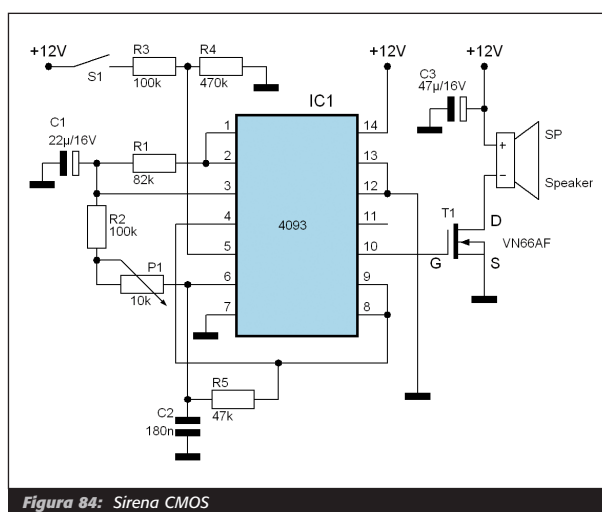 +12V
S1
R3
100k
R4
470k
+12V
+12V
C3
47µ/16V
IC1
C1
22µ/16V
R1
82k
R2
100k
P1
10k
1
2
3
4
5
6
7
4093
14
13
12
11
10
9
8
SP
+
−
Speaker
T1
D
VN66AF
G
S
R5
47k
C2
180n
Figura 84: Sirena CMOS